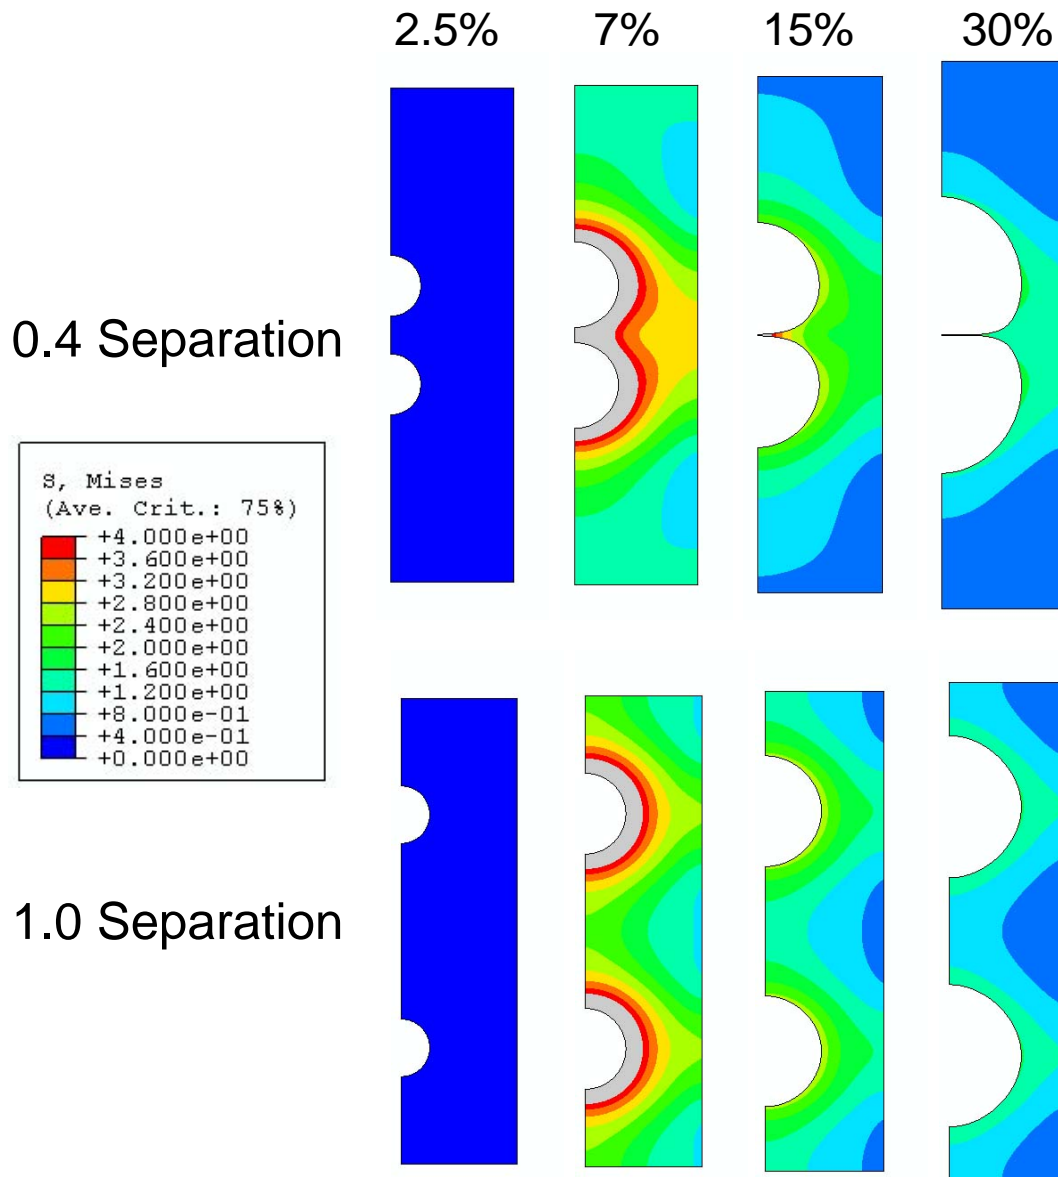 2.5% 7% 15% 30%
0.4 Separation
S, Mises
(Ave. Crit.: 75%)
+4.000e+00
+3.600e+00
+3.200e+00
+2.800e+00
+2.400e+00
+2.000e+00
+1.600e+00
+1.200e+00
+8.000e-01
+4.000e-01
+0.000e+00
1.0 Separation